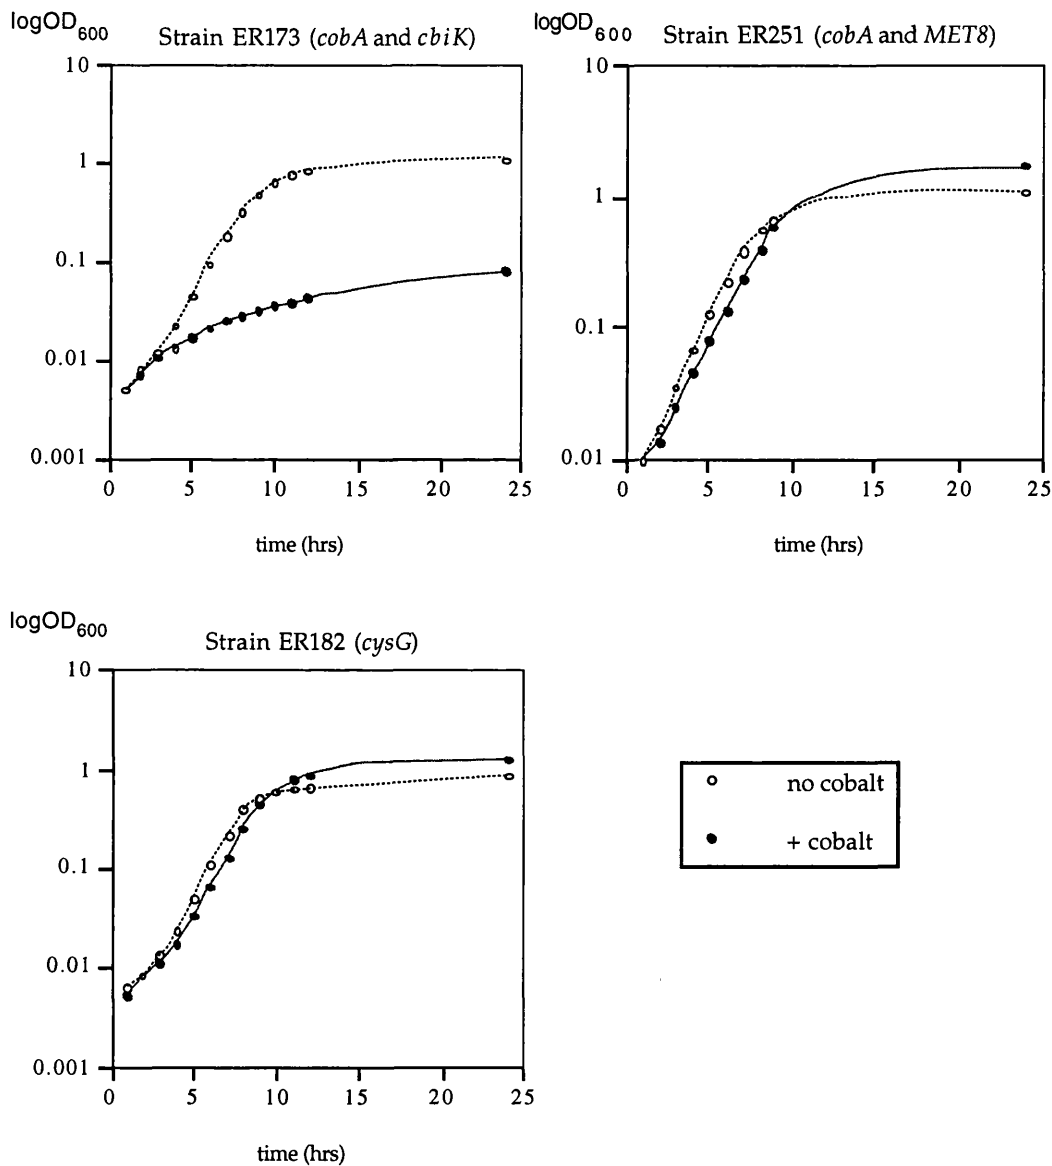 logOD600
Strain ER173 (cobA and cbiK)
10
1
0.1
0.01
0.001
0 5 10 15 20 25
time (hrs)
logOD600
Strain ER251 (cobA and MET8)
10
1
0.1
0.01
0 5 10 15 20 25
time (hrs)
logOD600
Strain ER182 (cysG)
10
1
0.1
0.01
0.001
0 5 10 15 20 25
time (hrs)
no cobalt
+ cobalt